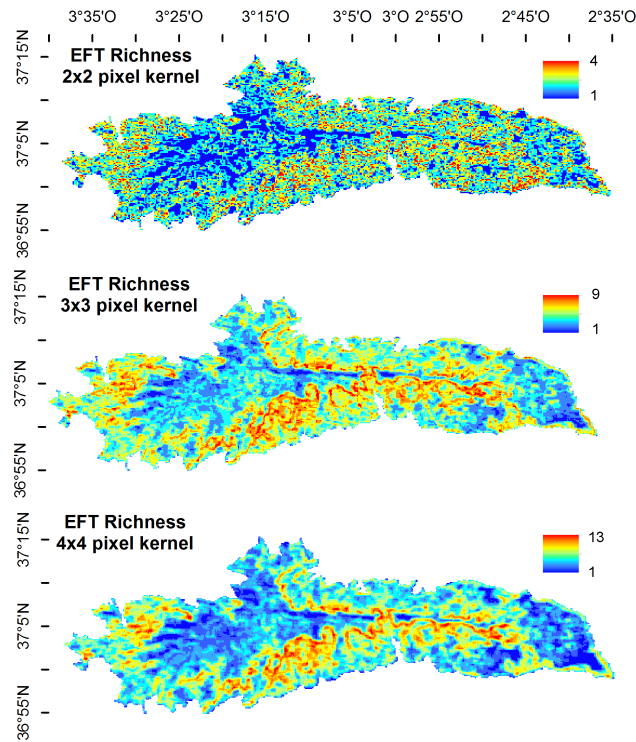 3°35'O 3°25'O 3°15'O 3°5'O 3°O 2°55'O 2°45'O 2°35'O
EFT Richness
2x2 pixel kernel
4
1
37°15'N
37°5'N
36°55'N
EFT Richness
3x3 pixel kernel
9
1
37°15'N
37°5'N
36°55'N
EFT Richness
4x4 pixel kernel
13
1
37°15'N
37°5'N
36°55'N